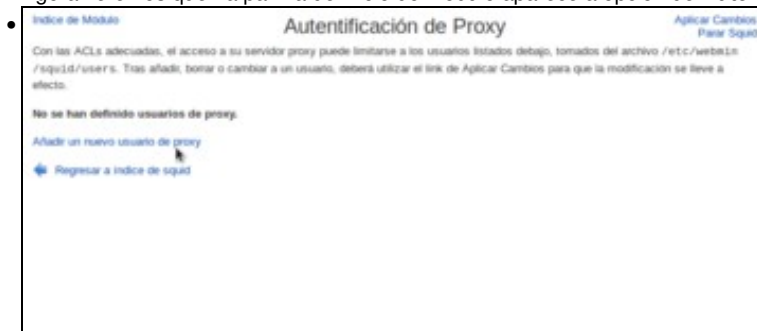 Índice de Módulo
Autentificación de Proxy
Aplicar Cambios
Parar Squid
Con las ACLs adecuadas, el acceso a su servidor proxy puede limitarse a los usuarios listados debajo, tomados del archivo /etc/webmin
/squid/users. Tras añadir, borrar o cambiar a un usuario, deberá utilizar el link de Aplicar Cambios para que la modificación se lleve a
efecto.
No se han definido usuarios de proxy.
Añadir un nuevo usuario de proxy
Regresar a índice de squid